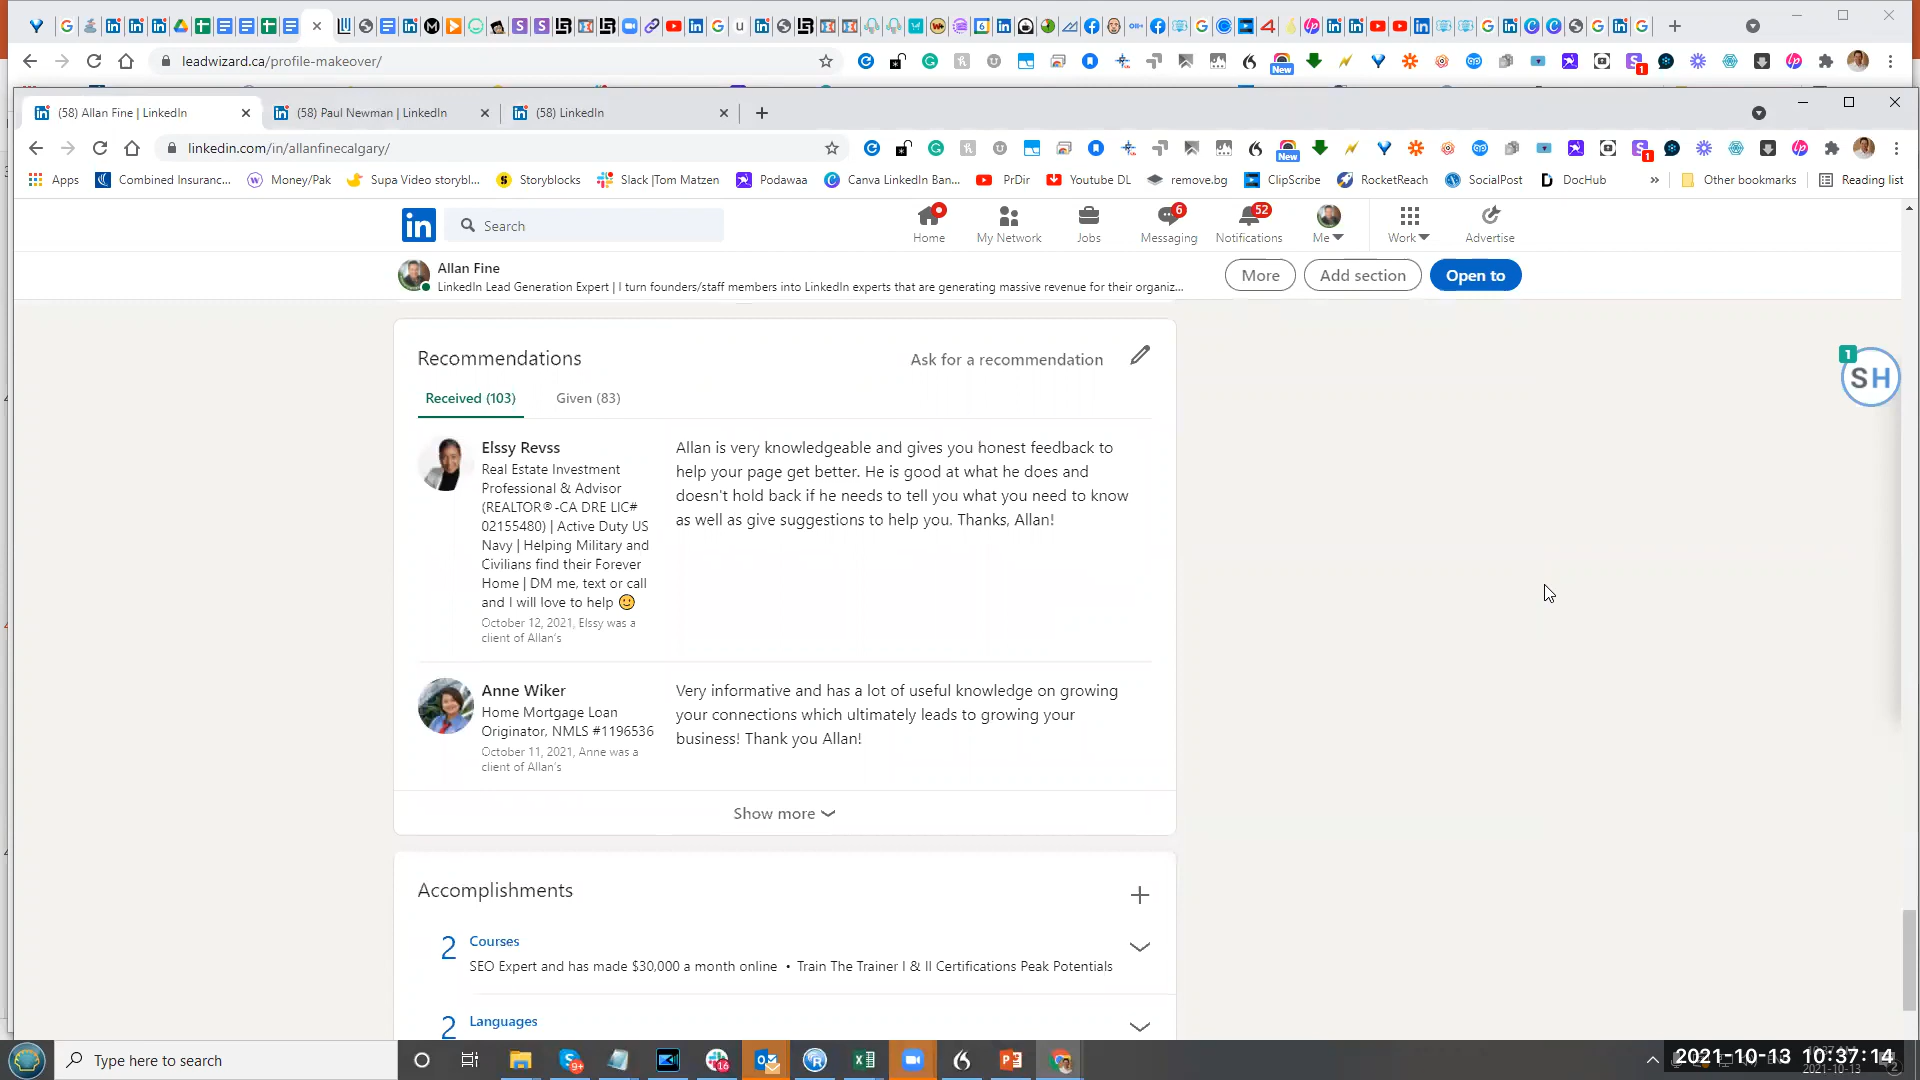 leadwizard.ca/profile-makeover/
New
1
(58) Allan Fine | LinkedIn
(58) Paul Newman | LinkedIn
(58) LinkedIn
linkedin.com/in/allanfinecalgary/
New
1
Apps
Combined Insuranc...
Money/Pak
Supa Video storybl...
Storyblocks
Slack |Tom Matzen
Podawaa
Canva LinkedIn Ban...
PrDir
Youtube DL
remove.bg
ClipScribe
RocketReach
SocialPost
DocHub
»
Other bookmarks
Reading list
in
Search
Home
My Network
Jobs
6
Messaging
52
Notifications
Me
Work
Advertise
Allan Fine
LinkedIn Lead Generation Expert | I turn founders/staff members into LinkedIn experts that are generating massive revenue for their organiz...
More
Add section
Open to
1
SH
Recommendations
Ask for a recommendation
Received (103)
Given (83)
Elssy Revss
Real Estate Investment
Professional & Advisor
(REALTOR®-CA DRE LIC#
02155480) | Active Duty US
Navy | Helping Military and
Civilians find their Forever
Home | DM me, text or call
and I will love to help 🙂
October 12, 2021, Elssy was a
client of Allan's
Allan is very knowledgeable and gives you honest feedback to
help your page get better. He is good at what he does and
doesn't hold back if he needs to tell you what you need to know
as well as give suggestions to help you. Thanks, Allan!
Anne Wiker
Home Mortgage Loan
Originator, NMLS #1196536
October 11, 2021, Anne was a
client of Allan's
Very informative and has a lot of useful knowledge on growing
your connections which ultimately leads to growing your
business! Thank you Allan!
Show more
Accomplishments
2
Courses
SEO Expert and has made $30,000 a month online • Train The Trainer I & II Certifications Peak Potentials
2
Languages
Type here to search
9+
16
2021-10-13 10:37:14
2021-10-13